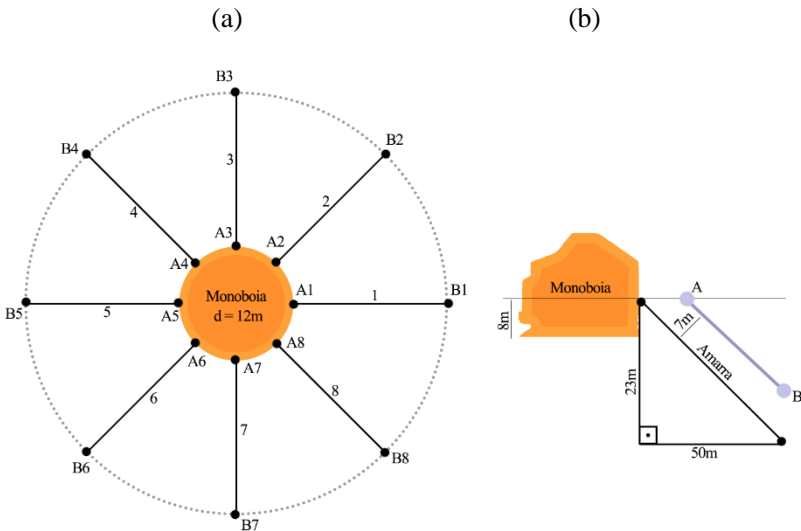 (a)
(b)
B3
B4
B2
3
4
2
A3
A4
A2
Monoboia
d = 12m
A5
A1
B5
5
1
B1
A6
A7
A8
6
7
8
B6
B8
B7
Monoboia
A
8m
7m
Amarra
B
23m
50m